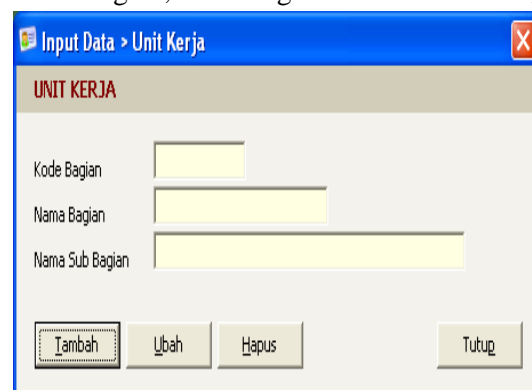 Input Data > Unit Kerja
UNIT KERJA
Kode Bagian
Nama Bagian
Nama Sub Bagian
Tambah Ubah Hapus Tutup